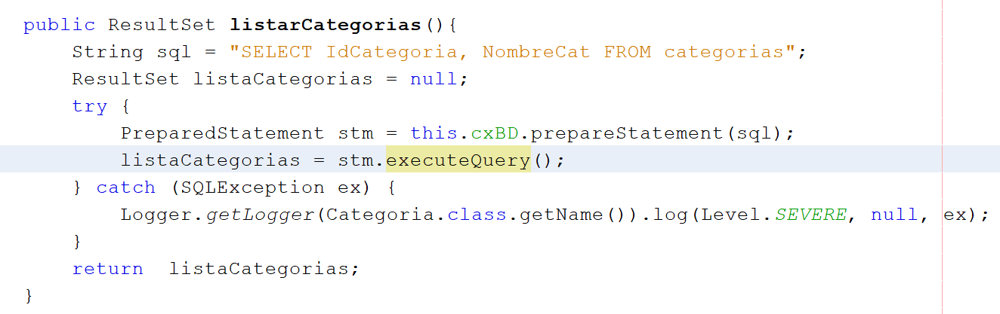 public ResultSet listarCategorias(){
String sql = "SELECT IdCategoria, NombreCat FROM categorias";
ResultSet listaCategorias = null;
try {
PreparedStatement stm = this.cxBD.prepareStatement(sql);
listaCategorias = stm.executeQuery();
} catch (SQLException ex) {
Logger.getLogger(Categoria.class.getName()).log(Level.SEVERE, null, ex);
}
return  listaCategorias;
}